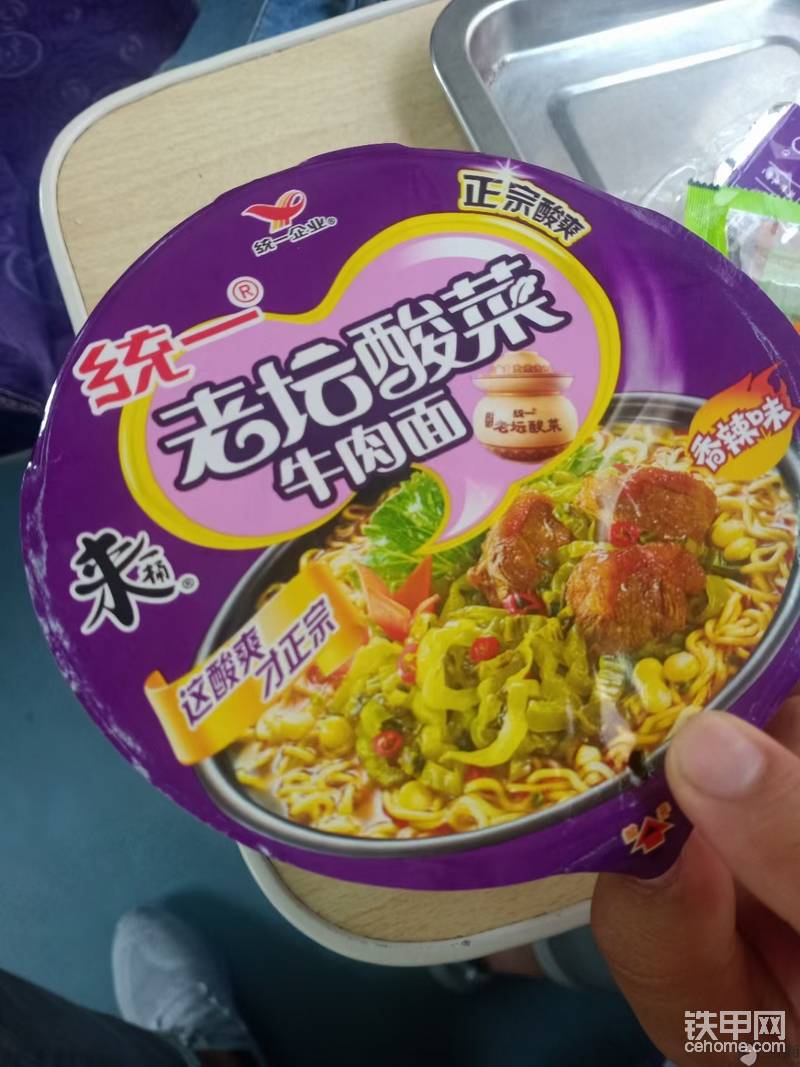 统一企业®
正宗酸爽
统一®
老坛酸菜
牛肉面
统一
老坛酸菜
香辣味
来一桶®
这酸爽
才正宗
铁甲网
cehome.com